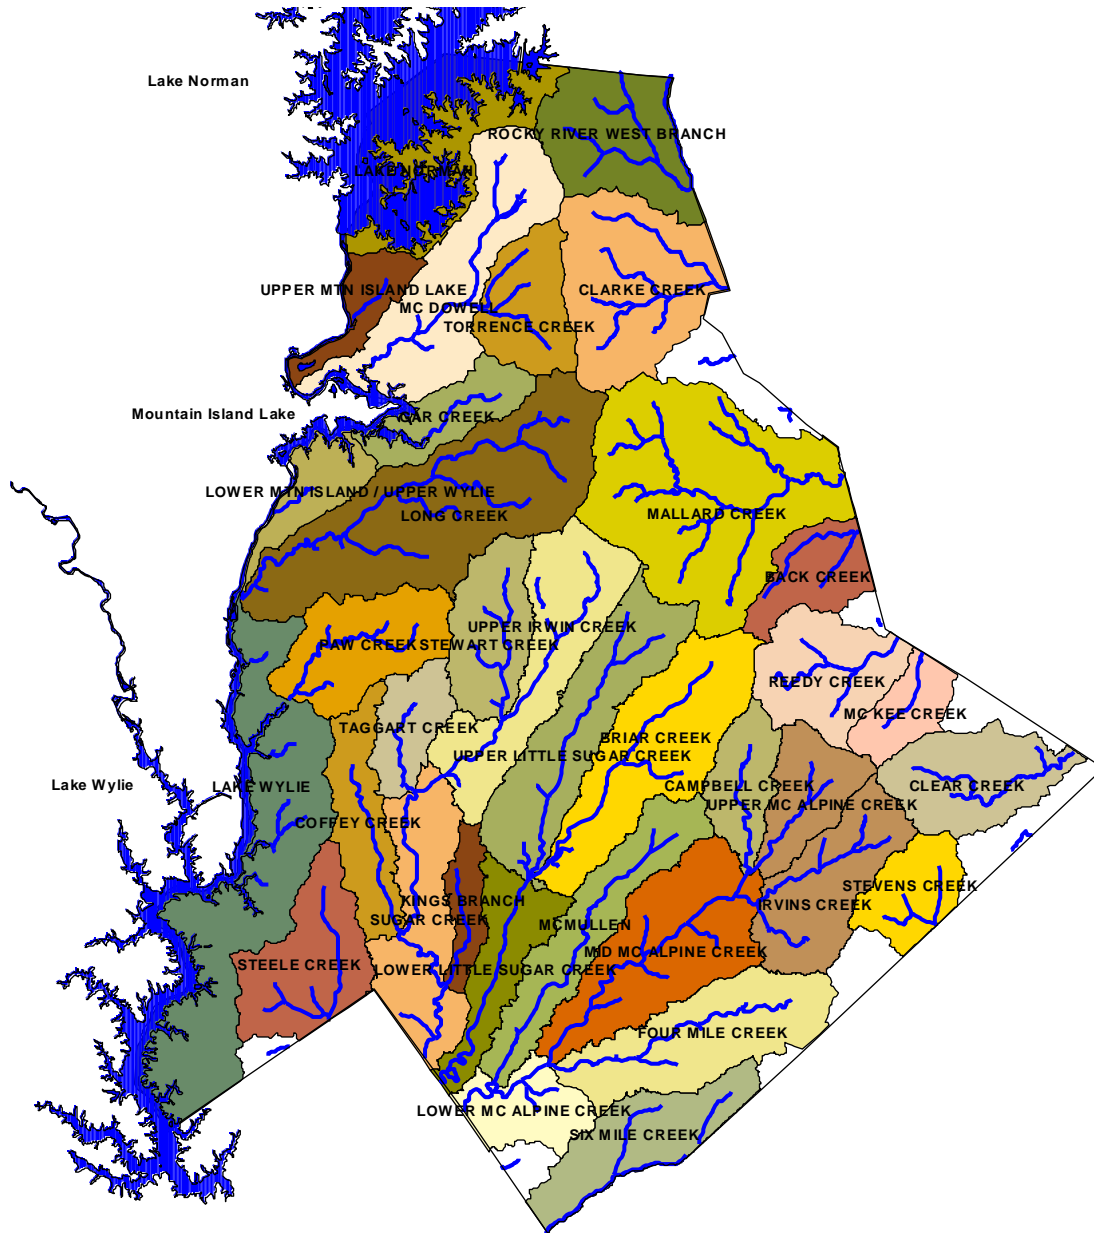 Lake Norman
ROCKY RIVER WEST BRANCH
LAKE NORMAN
UPPER MTN ISLAND LAKE
CLARKE CREEK
MC DOWELL
TORRENCE CREEK
Mountain Island Lake
GAR CREEK
LOWER MTN ISLAND / UPPER WYLIE
LONG CREEK
MALLARD CREEK
BACK CREEK
UPPER IRWIN CREEK
PAW CREEK
STEWART CREEK
REEDY CREEK
MC KEE CREEK
TAGGART CREEK
BRIAR CREEK
UPPER LITTLE SUGAR CREEK
Lake Wylie
LAKE WYLIE
CAMPBELL CREEK
CLEAR CREEK
UPPER MC ALPINE CREEK
COFFEY CREEK
STEVENS CREEK
KINGS BRANCH
IRVINS CREEK
SUGAR CREEK
MCMULLEN
MID MC ALPINE CREEK
STEELE CREEK
LOWER LITTLE SUGAR CREEK
FOUR MILE CREEK
LOWER MC ALPINE CREEK
SIX MILE CREEK